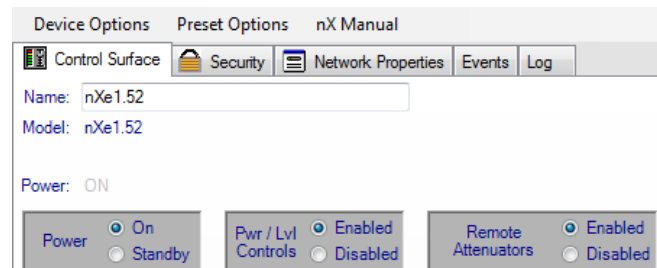 Device Options Preset Options nX Manual
Control Surface Security Network Properties Events Log
Name: nXe1.52
Model: nXe1.52
Power: ON
Power On Standby
Pwr / Lvl Controls Enabled Disabled
Remote Attenuators Enabled Disabled